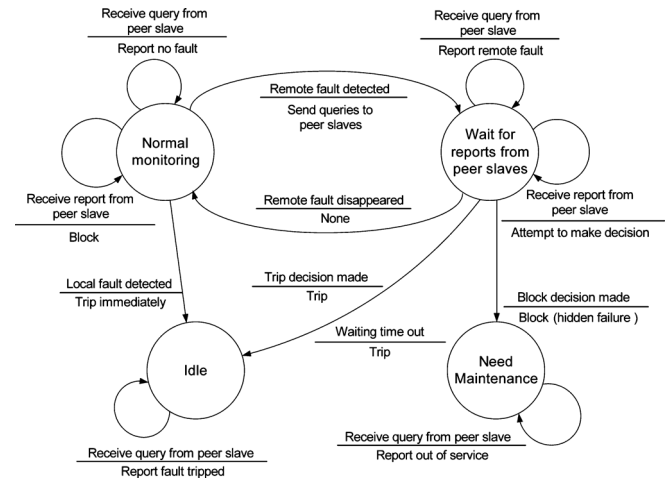 Receive query from
peer slave
Report no fault
Receive query from
peer slave
Report remote fault
Remote fault detected
Send queries to
peer slaves
Normal
monitoring
Wait for
reports from
peer slaves
Receive report from
peer slave
Block
Remote fault disappeared
None
Receive report from
peer slave
Attempt to make decision
Local fault detected
Trip immediately
Trip decision made
Trip
Block decision made
Block (hidden failure )
Waiting time out
Trip
Idle
Need
Maintenance
Receive query from peer slave
Report fault tripped
Receive query from peer slave
Report out of service